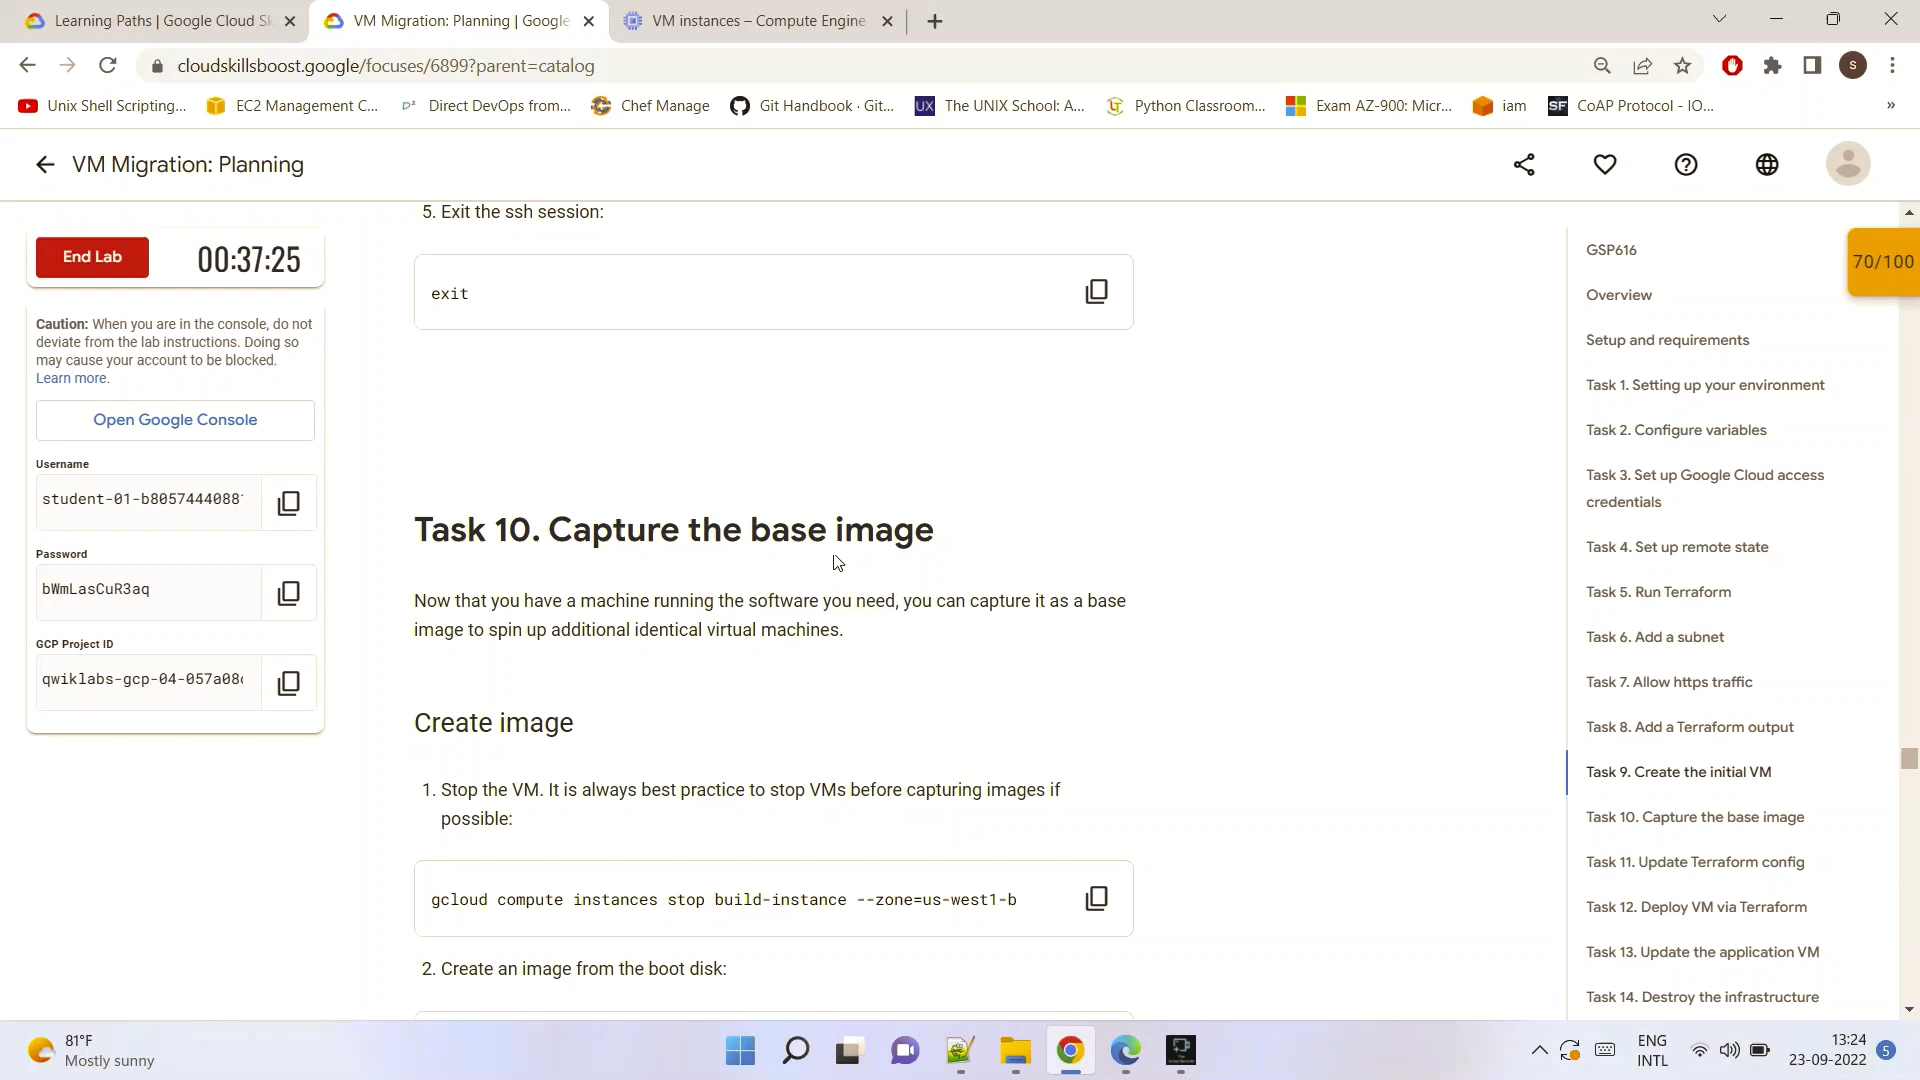 Learning Paths | Google Cloud Sk
VM Migration: Planning | Google
VM instances – Compute Engine
cloudskillsboost.google/focuses/6899?parent=catalog
S
Unix Shell Scripting...
EC2 Management C...
Direct DevOps from...
Chef Manage
Git Handbook · Git...
The UNIX School: A...
Python Classroom...
Exam AZ-900: Micr...
iam
CoAP Protocol - IO...
»
VM Migration: Planning
End Lab
00:37:25
Caution: When you are in the console, do not
deviate from the lab instructions. Doing so
may cause your account to be blocked.
Learn more.
Open Google Console
Username
student-01-b8057444088
Password
bWmLasCuR3aq
GCP Project ID
qwiklabs-gcp-04-057a08
5. Exit the ssh session:
exit
Task 10. Capture the base image
Now that you have a machine running the software you need, you can capture it as a base
image to spin up additional identical virtual machines.
Create image
1. Stop the VM. It is always best practice to stop VMs before capturing images if
possible:
gcloud compute instances stop build-instance --zone=us-west1-b
2. Create an image from the boot disk:
GSP616
Overview
Setup and requirements
Task 1. Setting up your environment
Task 2. Configure variables
Task 3. Set up Google Cloud access
credentials
Task 4. Set up remote state
Task 5. Run Terraform
Task 6. Add a subnet
Task 7. Allow https traffic
Task 8. Add a Terraform output
Task 9. Create the initial VM
Task 10. Capture the base image
Task 11. Update Terraform config
Task 12. Deploy VM via Terraform
Task 13. Update the application VM
Task 14. Destroy the infrastructure
70/100
81°F
Mostly sunny
ENG
INTL
13:24
23-09-2022
5